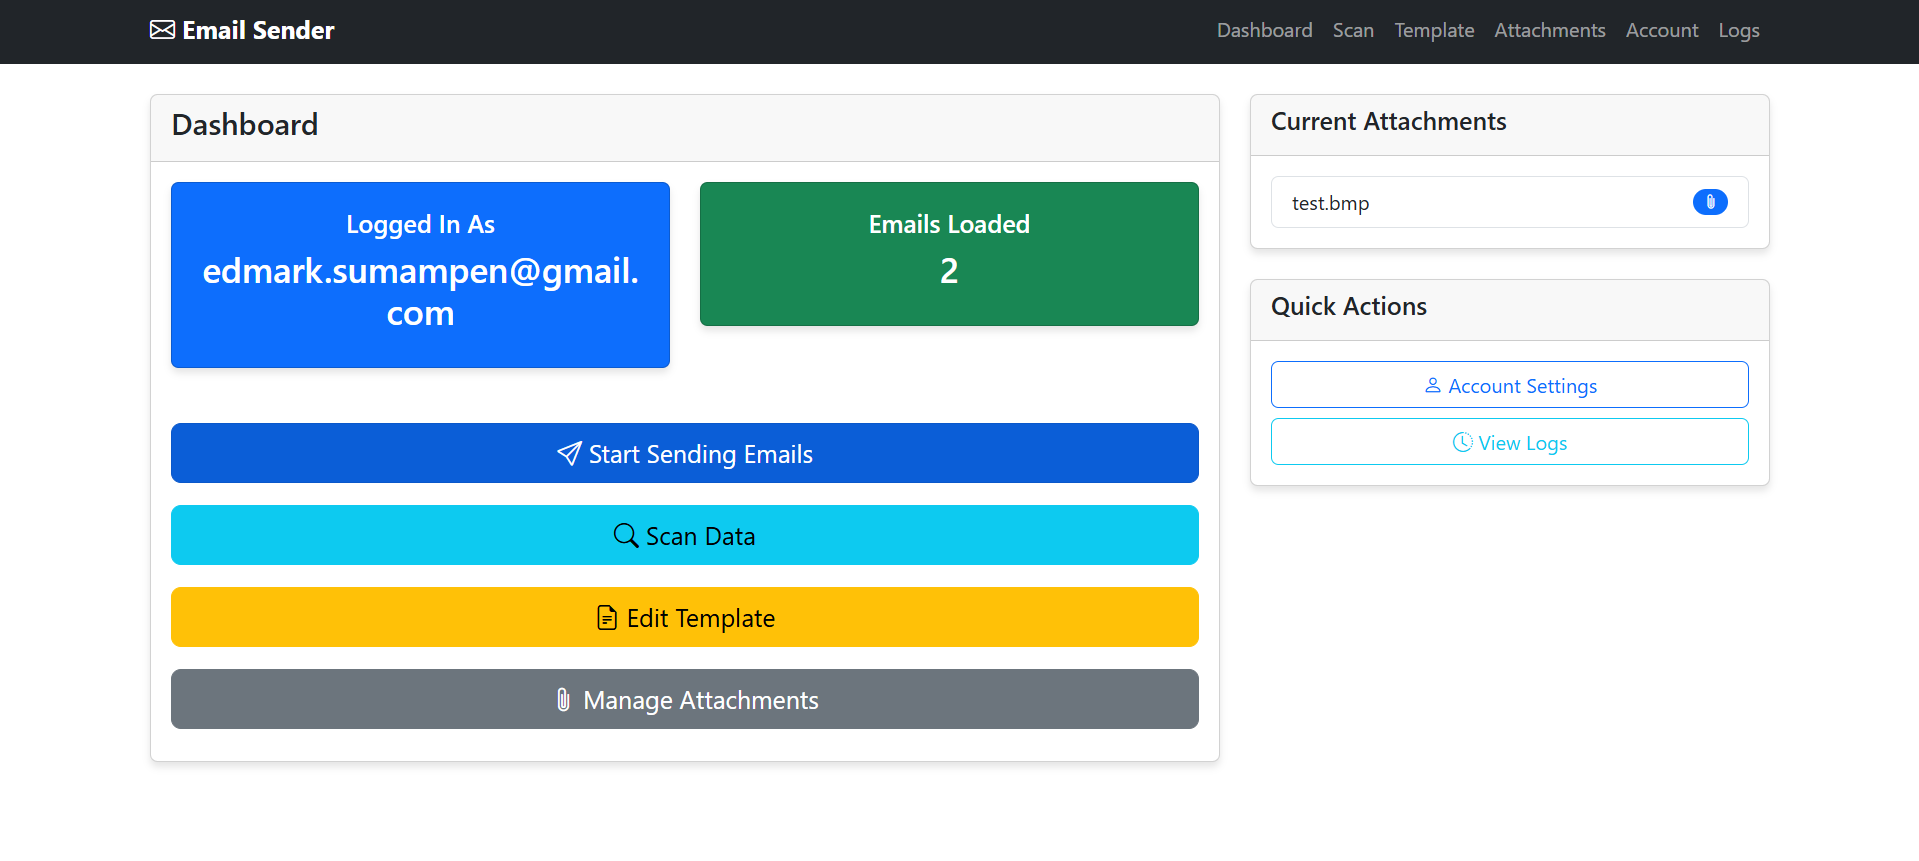 Email Sender
Dashboard Scan Template Attachments Account Logs
Dashboard
Logged In As
edmark.sumampen@gmail.
com
Emails Loaded
2
Start Sending Emails
Scan Data
Edit Template
Manage Attachments
Current Attachments
test.bmp
Quick Actions
Account Settings
View Logs